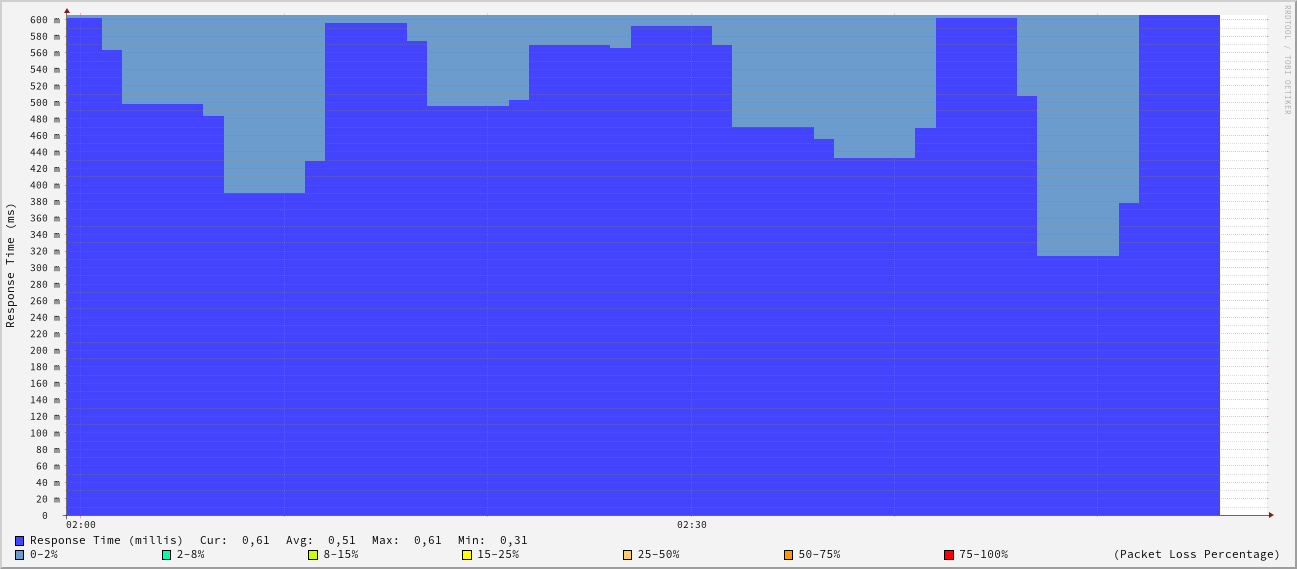 RRDTOOL / TOBI OETIKER
Response Time (ms)
600 m
580 m
560 m
540 m
520 m
500 m
480 m
460 m
440 m
420 m
400 m
380 m
360 m
340 m
320 m
300 m
280 m
260 m
240 m
220 m
200 m
180 m
160 m
140 m
120 m
100 m
80 m
60 m
40 m
20 m
0
02:00 02:30
Response Time (millis) Cur: 0,61 Avg: 0,51 Max: 0,61 Min: 0,31
0-2% 2-8% 8-15% 15-25% 25-50% 50-75% 75-100% (Packet Loss Percentage)